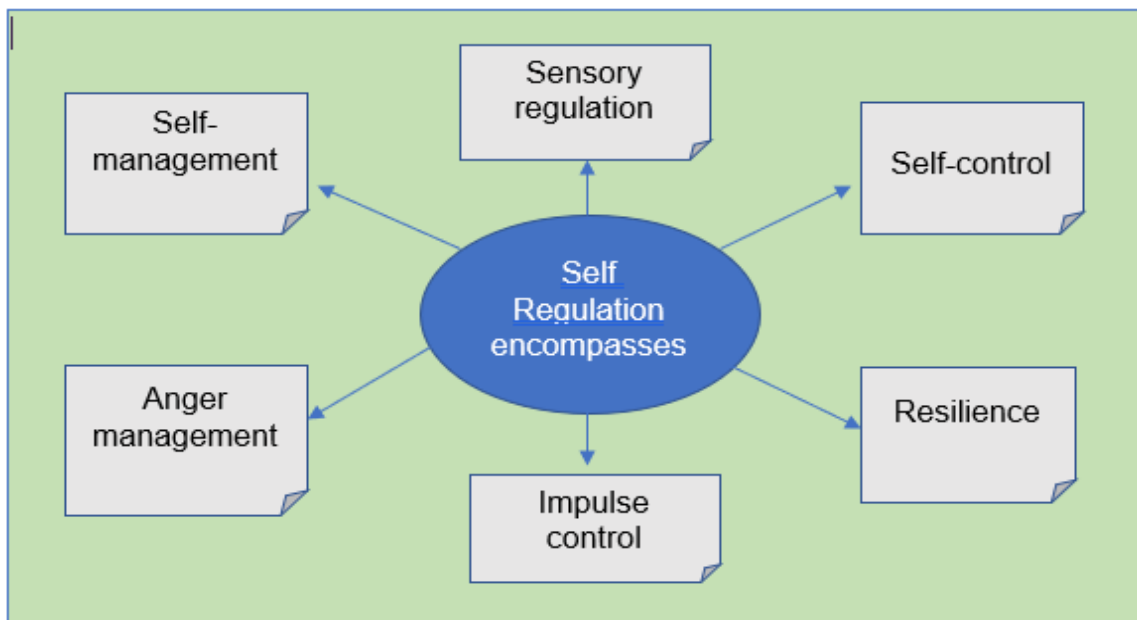 Sensory
regulation
Self-
management
Self-control
Self
Regulation
encompasses
Anger
management
Resilience
Impulse
control